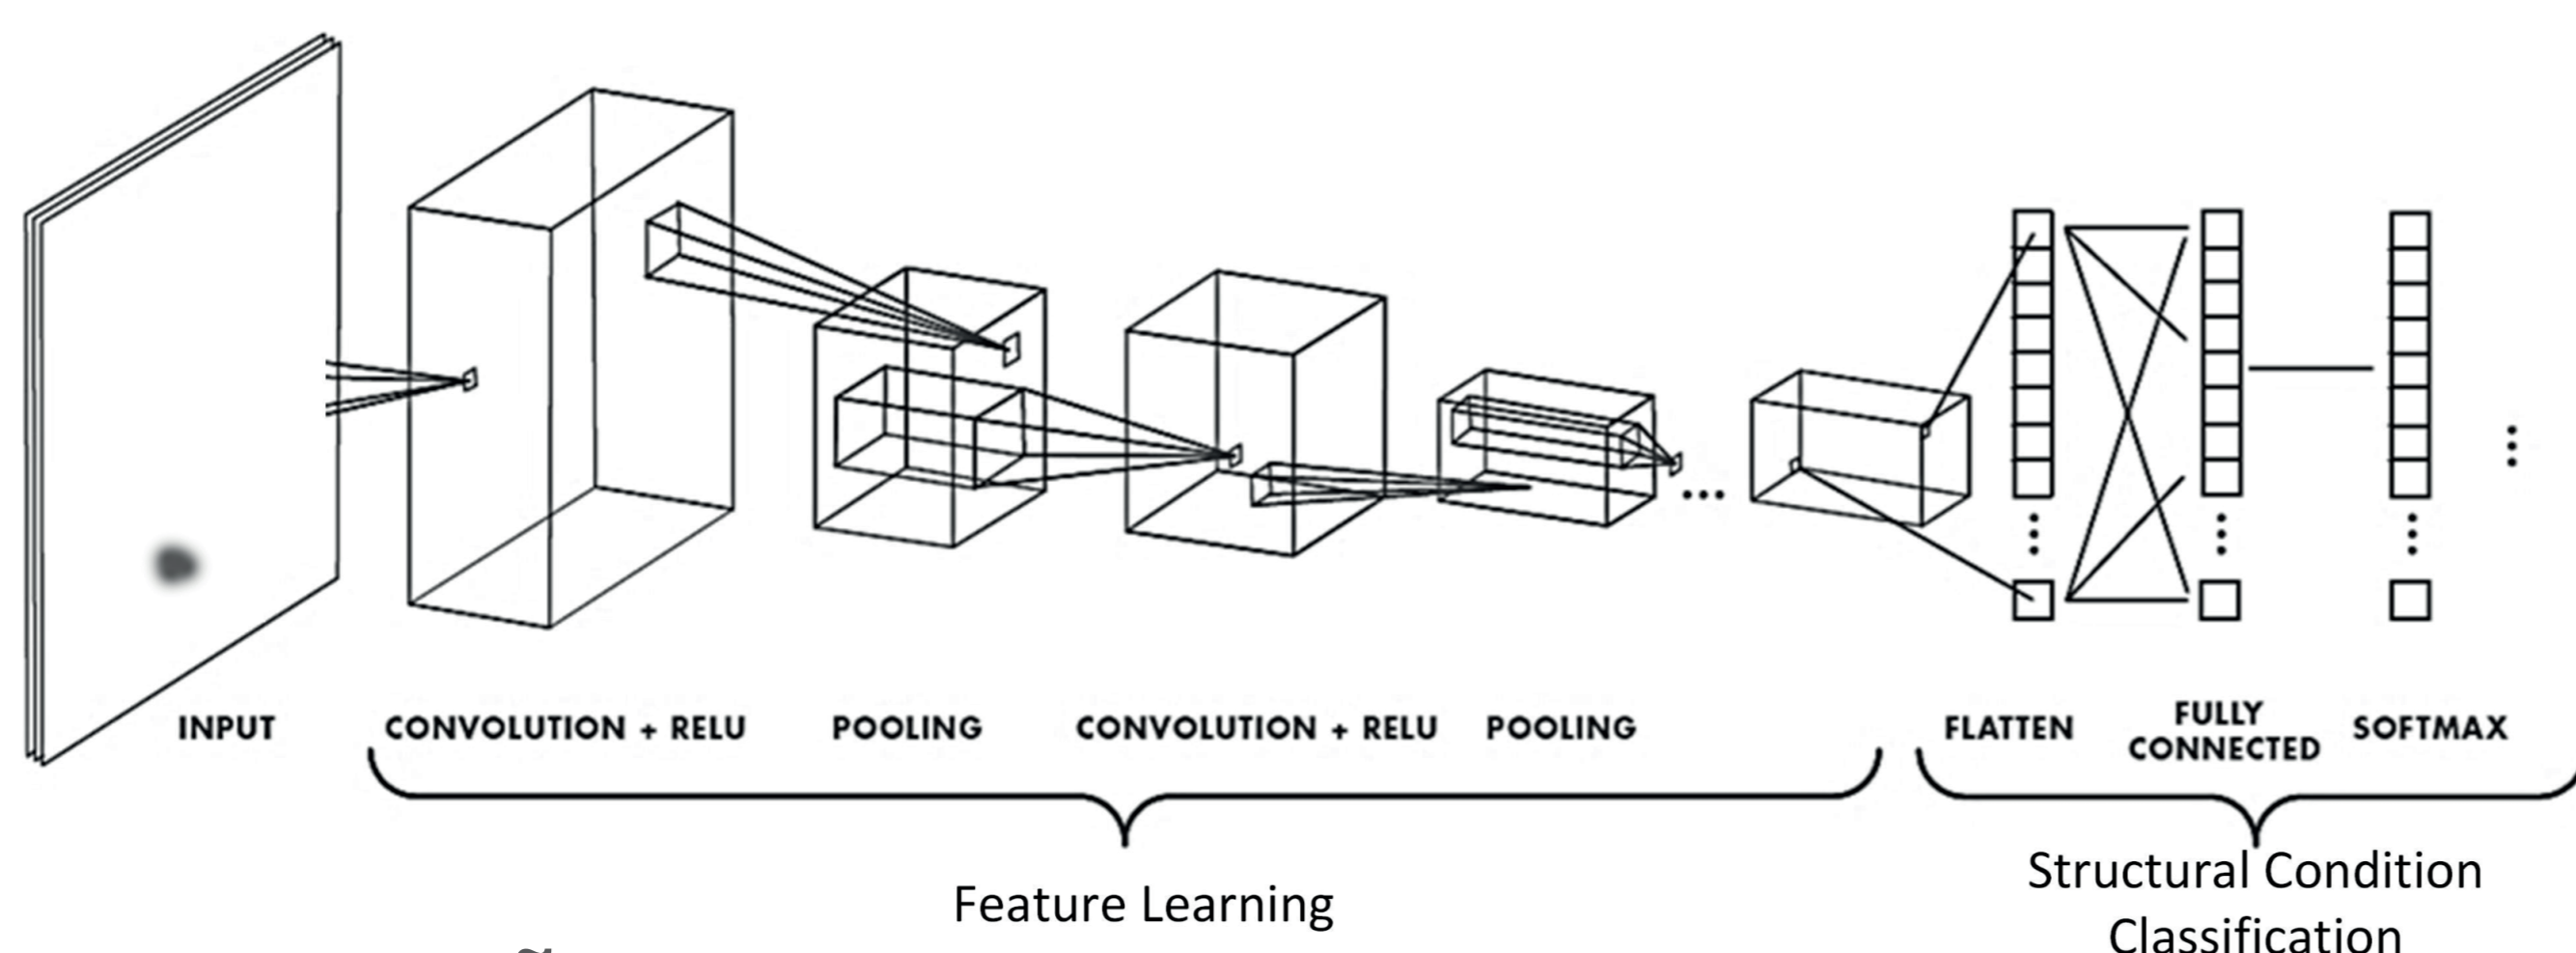 INPUT
CONVOLUTION + RELU
POOLING
CONVOLUTION + RELU
POOLING
FLATTEN
FULLY
CONNECTED
SOFTMAX
Feature Learning
Structural Condition
Classification